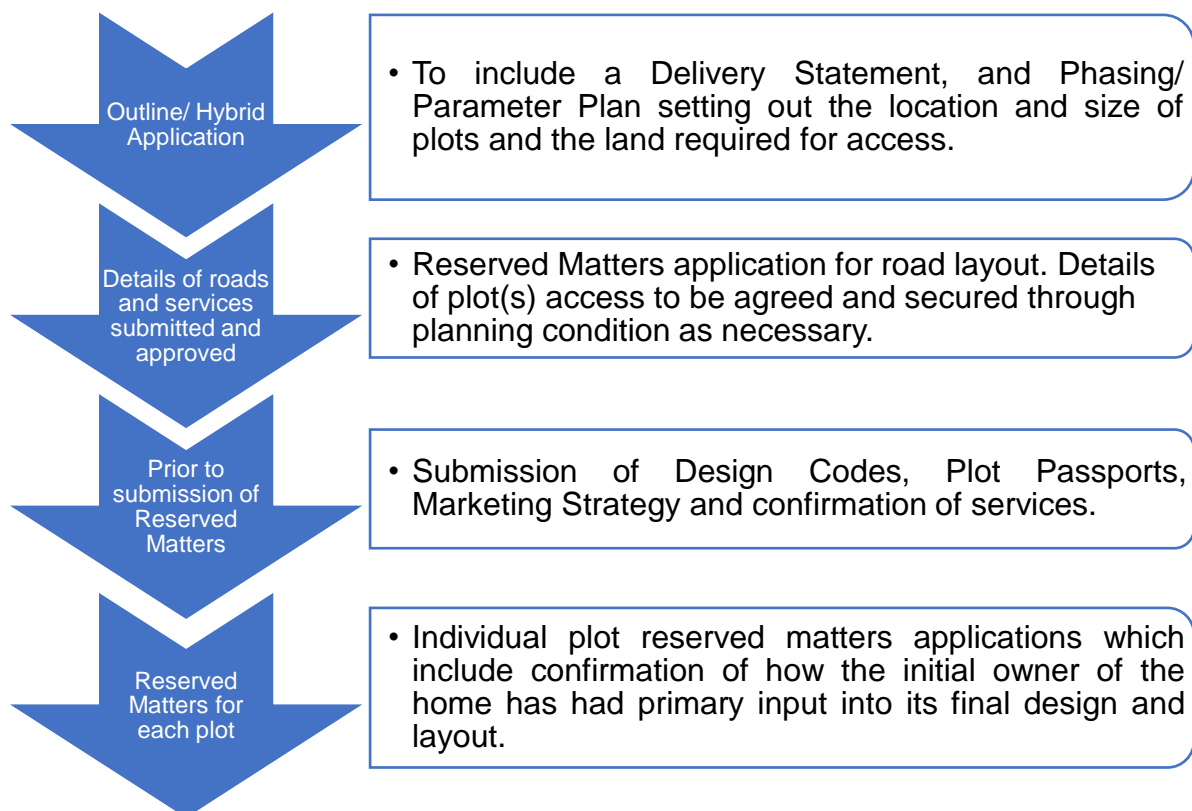 Outline/ Hybrid
Application
• To include a Delivery Statement, and Phasing/
Parameter Plan setting out the location and size of
plots and the land required for access.
Details of roads
and services
submitted and
approved
• Reserved Matters application for road layout. Details
of plot(s) access to be agreed and secured through
planning condition as necessary.
Prior to
submission of
Reserved
Matters
• Submission of Design Codes, Plot Passports,
Marketing Strategy and confirmation of services.
Reserved
Matters for
each plot
• Individual plot reserved matters applications which
include confirmation of how the initial owner of the
home has had primary input into its final design and
layout.